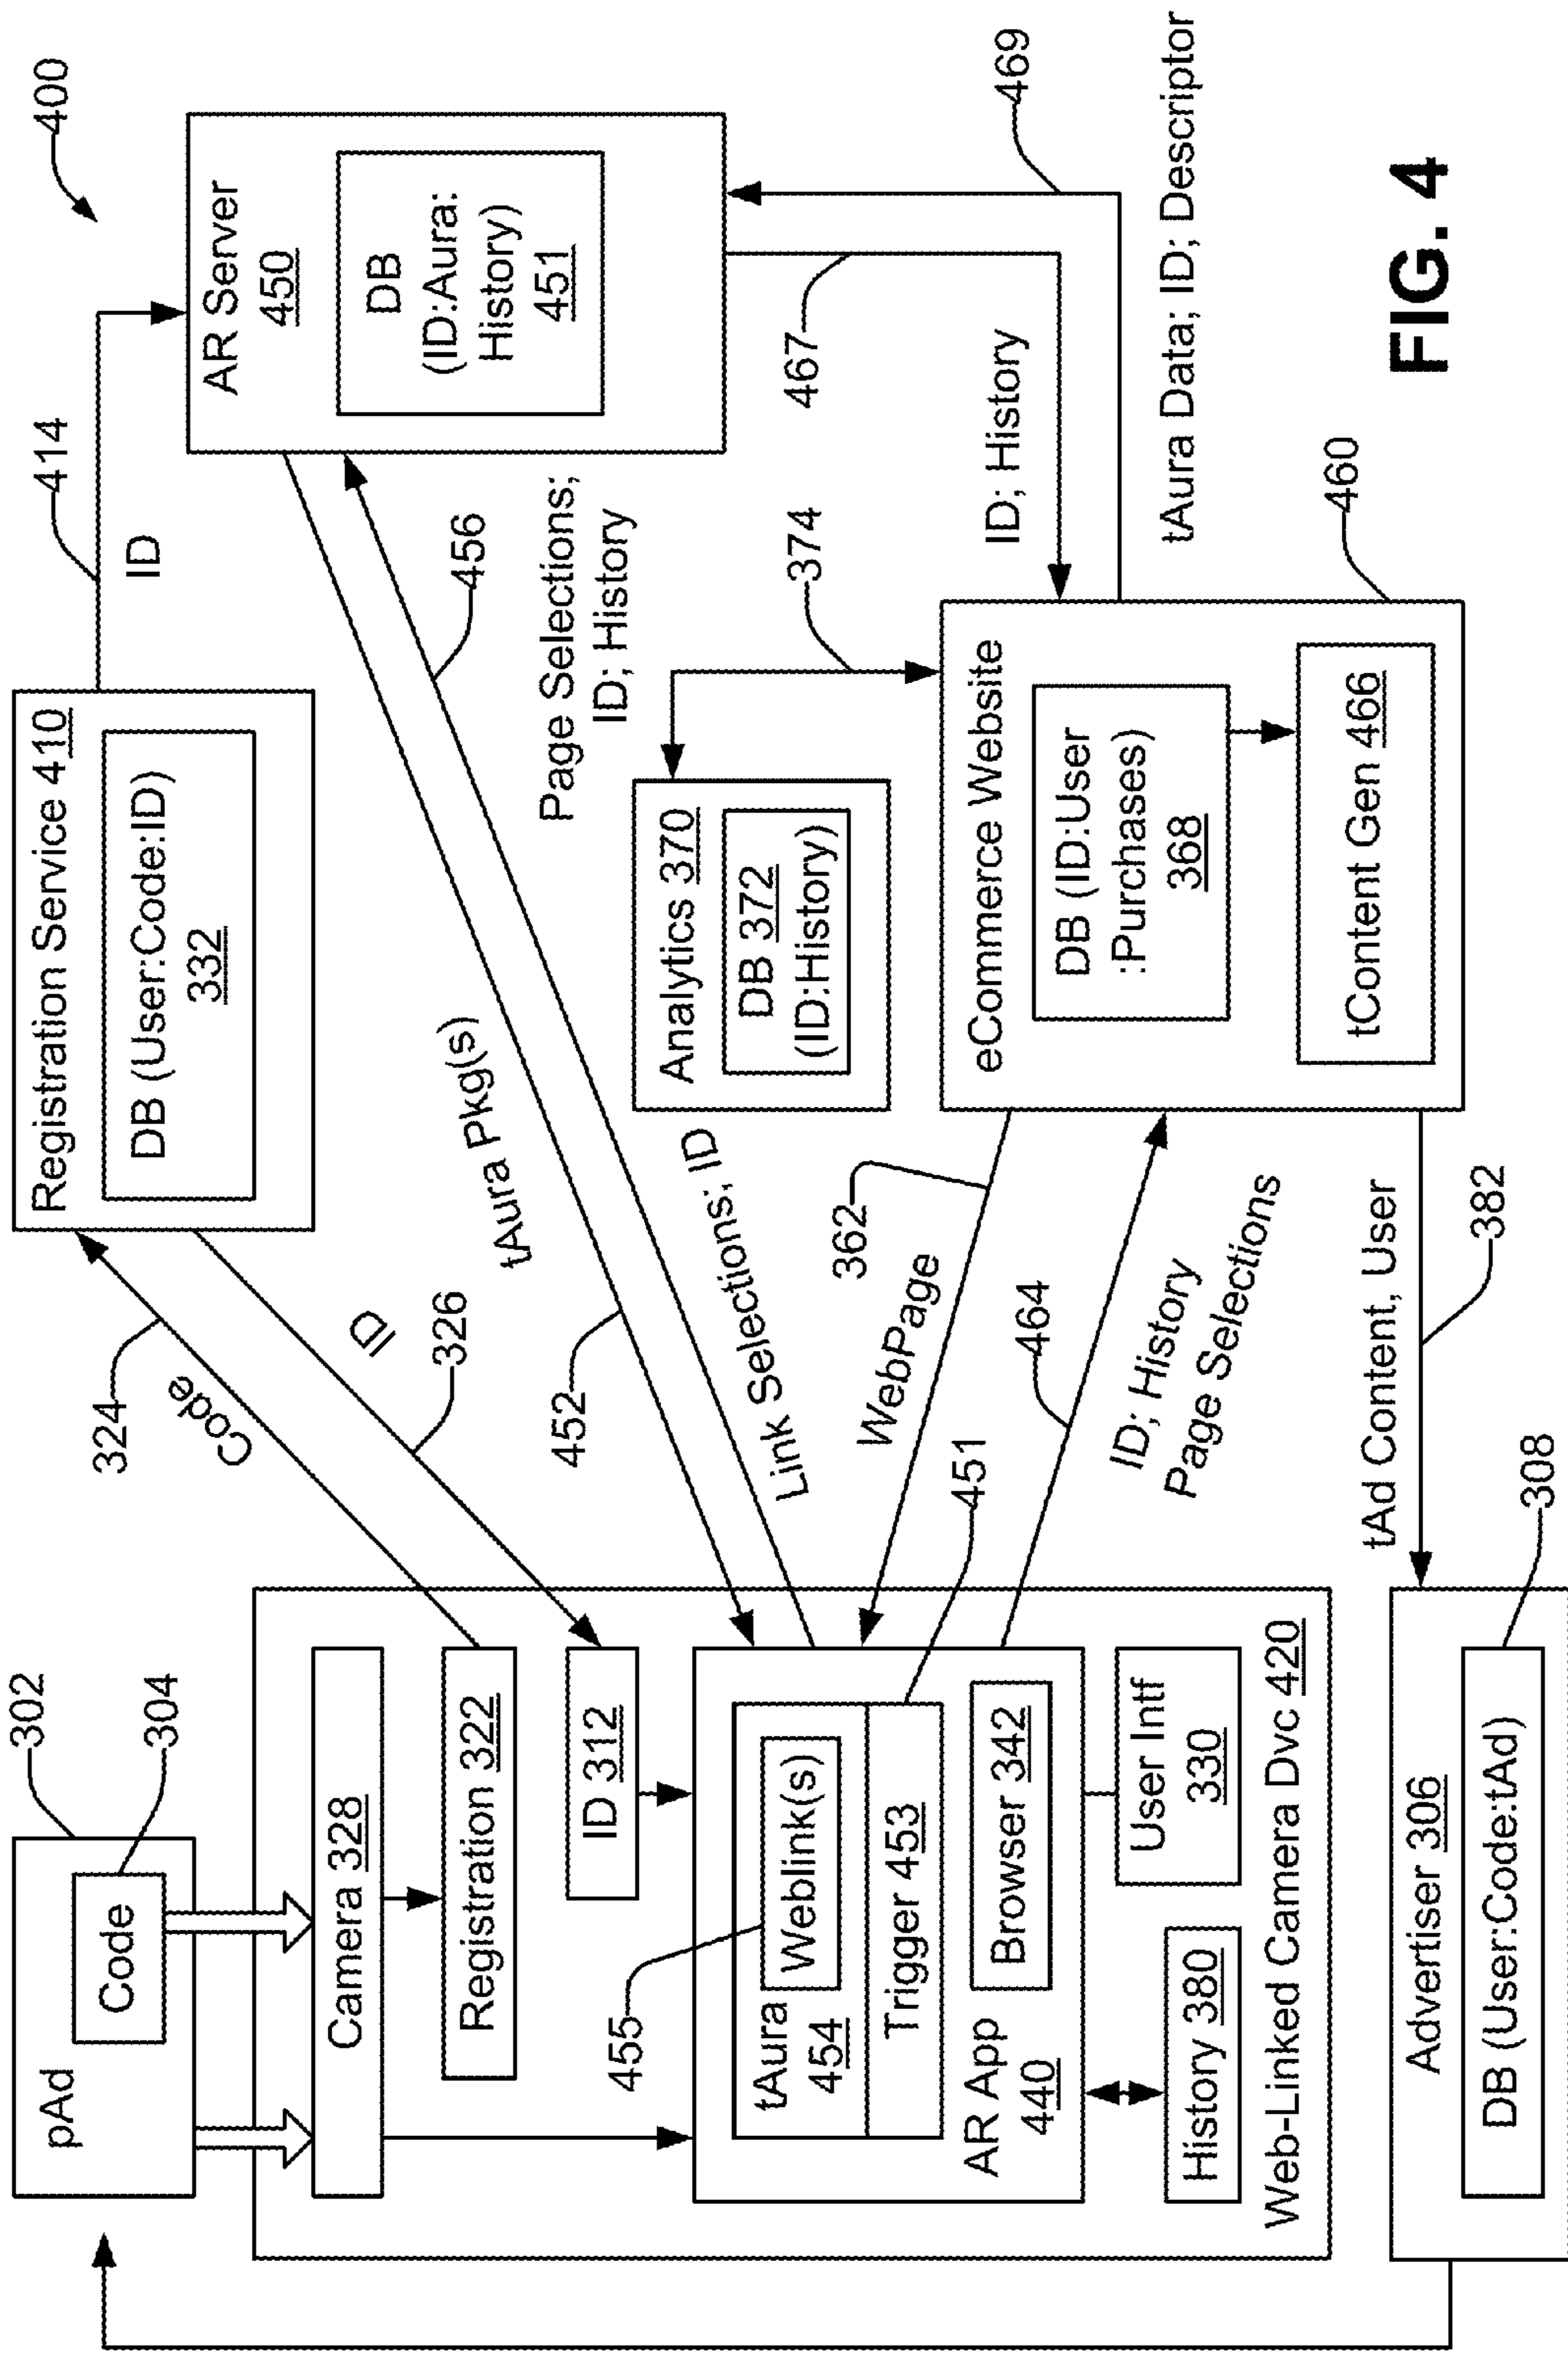 400
302
pAd
304
Code
324
Code
Registration Service 410
DB (User:Code:ID)
332
414
ID
AR Server
450
DB
(ID:Aura:
History)
451
ID
326
Camera 328
Registration 322
ID 312
452
tAura Pkg(s)
456
Page Selections;
ID; History
Link Selections; ID
455
tAura
454
Weblink(s)
Trigger 453
451
AR App
440
Browser 342
History 380
User Intf
330
Web-Linked Camera Dvc 420
362
WebPage
464
ID; History
Page Selections
Analytics 370
DB 372
(ID:History)
374
467
ID; History
469
tAura Data; ID; Descriptor
eCommerce Website
DB (ID:User
:Purchases)
368
tContent Gen 466
460
tAd Content, User
382
Advertiser 306
DB (User:Code:tAd)
308
FIG. 4